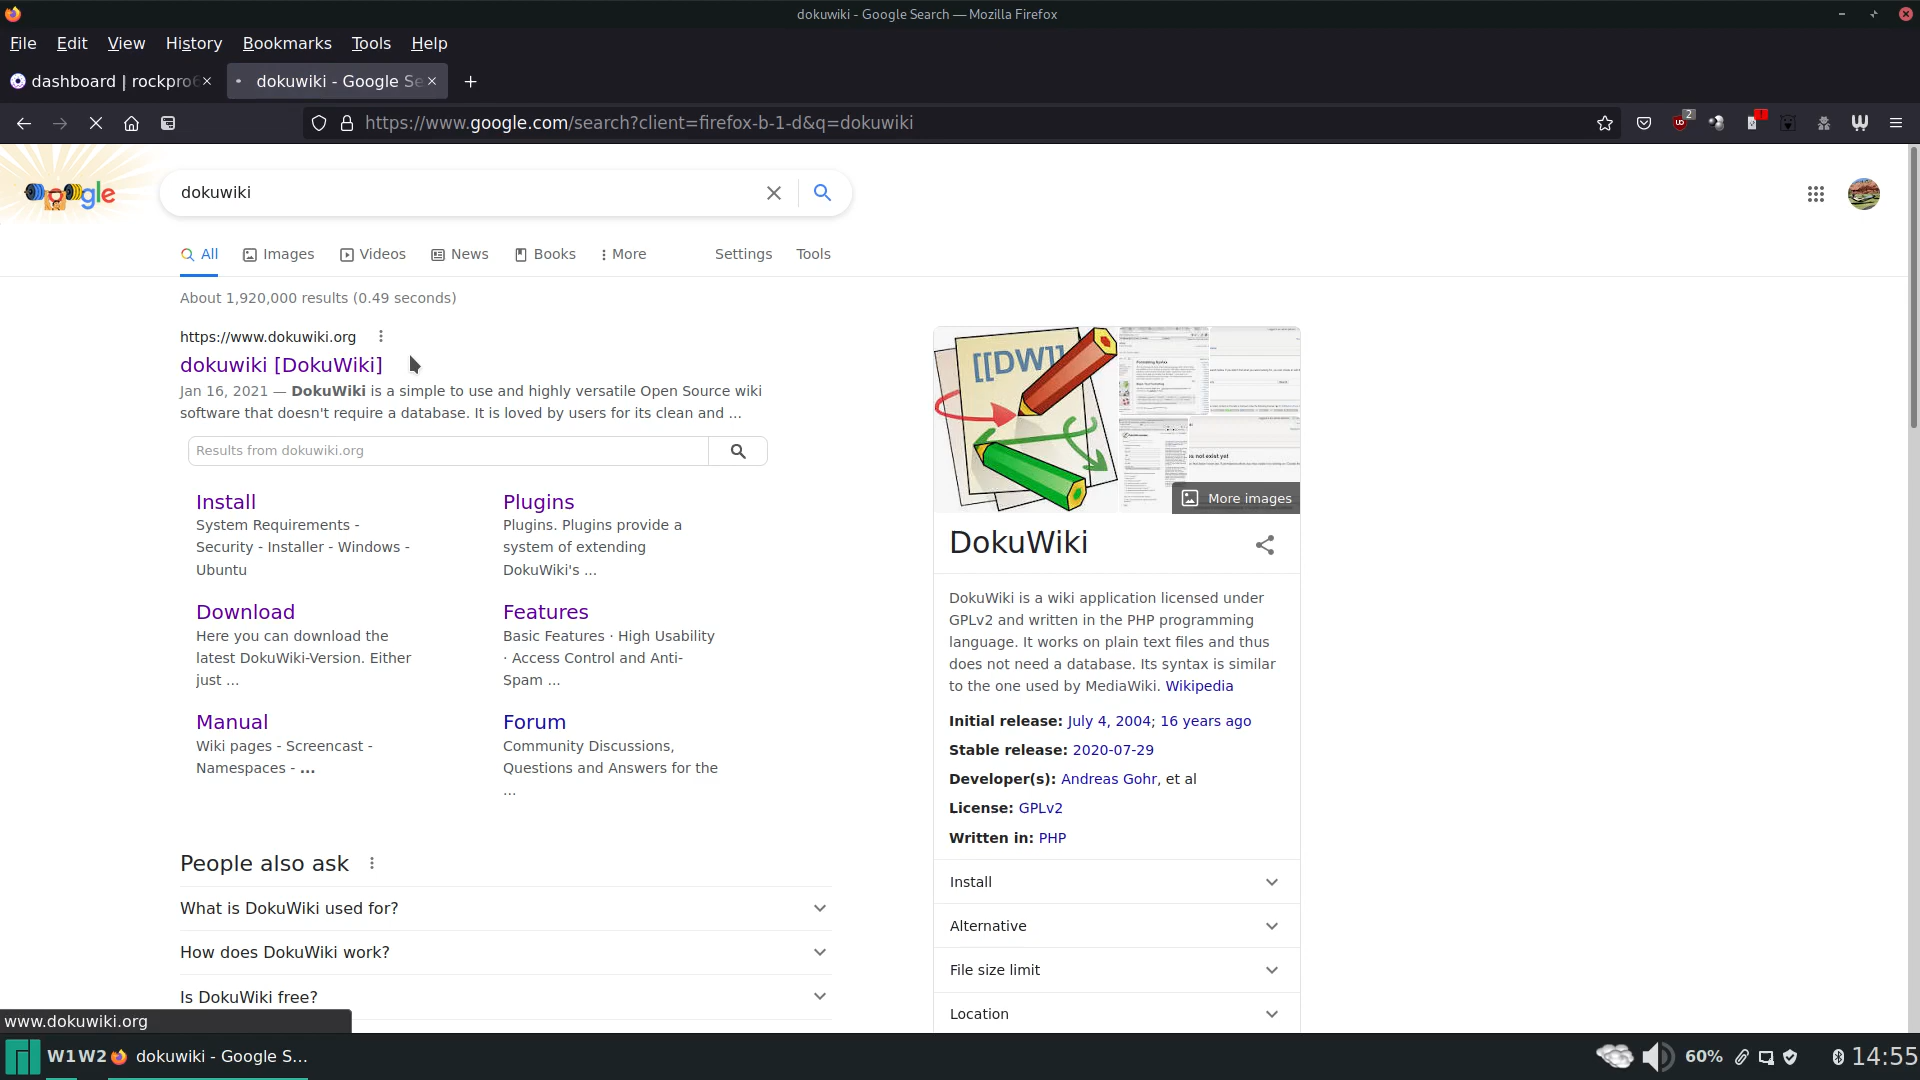 dokuwiki - Google Search — Mozilla Firefox
File Edit View History Bookmarks Tools Help
dashboard | rockpro6 dokuwiki - Google Se
https://www.google.com/search?client=firefox-b-1-d&q=dokuwiki
2
dokuwiki
All Images Videos News Books More Settings Tools
About 1,920,000 results (0.49 seconds)
https://www.dokuwiki.org
dokuwiki [DokuWiki]
Jan 16, 2021 — DokuWiki is a simple to use and highly versatile Open Source wiki
software that doesn't require a database. It is loved by users for its clean and ...
Results from dokuwiki.org
Install
System Requirements -
Security - Installer - Windows -
Ubuntu
Plugins
Plugins. Plugins provide a
system of extending
DokuWiki's ...
Download
Here you can download the
latest DokuWiki-Version. Either
just ...
Features
Basic Features · High Usability
· Access Control and Anti-
Spam ...
Manual
Wiki pages - Screencast -
Namespaces - ...
Forum
Community Discussions,
Questions and Answers for the
...
People also ask
What is DokuWiki used for?
How does DokuWiki work?
Is DokuWiki free?
[[DW]]
s not exist yet
More images
DokuWiki
DokuWiki is a wiki application licensed under
GPLv2 and written in the PHP programming
language. It works on plain text files and thus
does not need a database. Its syntax is similar
to the one used by MediaWiki. Wikipedia
Initial release: July 4, 2004; 16 years ago
Stable release: 2020-07-29
Developer(s): Andreas Gohr, et al
License: GPLv2
Written in: PHP
Install
Alternative
File size limit
Location
www.dokuwiki.org
W1 W2 dokuwiki - Google S... 60% 14:55